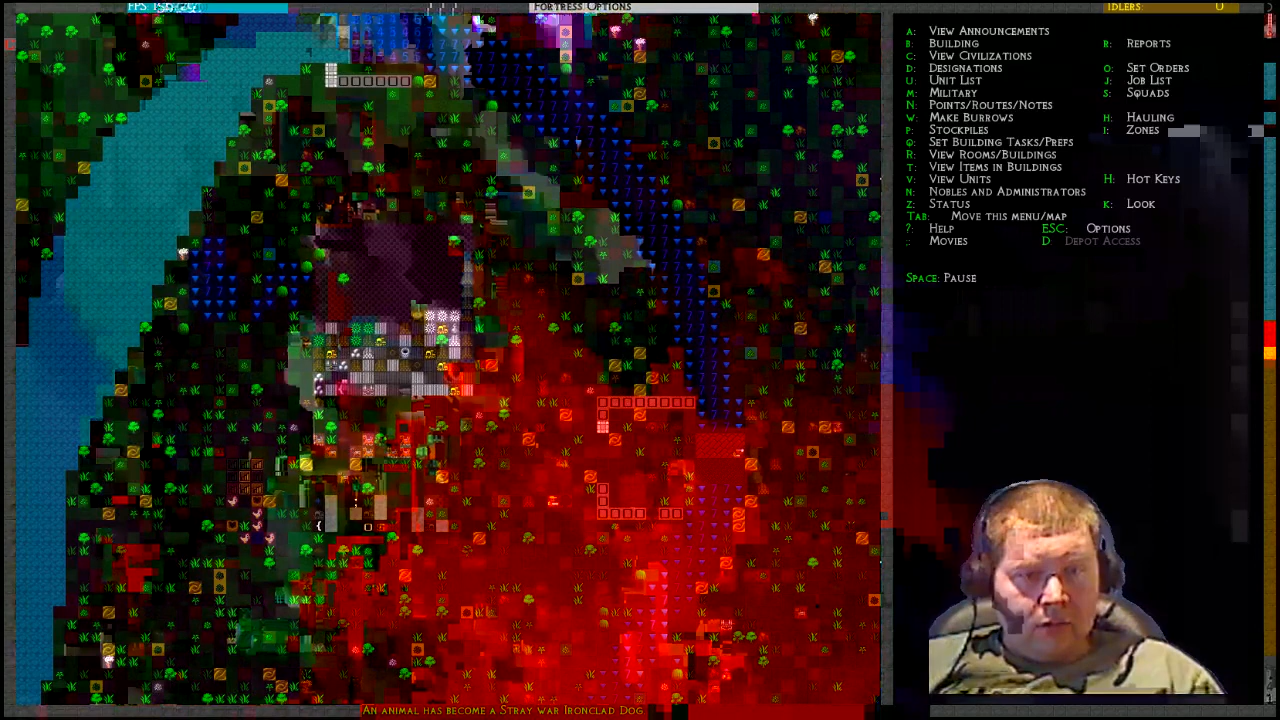 FORTRESS OPTIONS
IDLERS: 0
A: VIEW ANNOUNCEMENTS
B: BUILDING R: REPORTS
C: VIEW CIVILIZATIONS
D: DESIGNATIONS O: SET ORDERS
U: UNIT LIST J: JOB LIST
M: MILITARY S: SQUADS
N: POINTS/ROUTES/NOTES
W: MAKE BURROWS H: HAULING
P: STOCKPILES I: ZONES
Q: SET BUILDING TASKS/PREFS
R: VIEW ROOMS/BUILDINGS
T: VIEW ITEMS IN BUILDINGS
V: VIEW UNITS H: HOT KEYS
N: NOBLES AND ADMINISTRATORS
Z: STATUS K: LOOK
TAB: MOVE THIS MENU/MAP
?: HELP ESC: OPTIONS
;: MOVIES D DEPOT ACCESS
SPACE: PAUSE
AN ANIMAL HAS BECOME A STRAY WAR IRONCLAD DOG